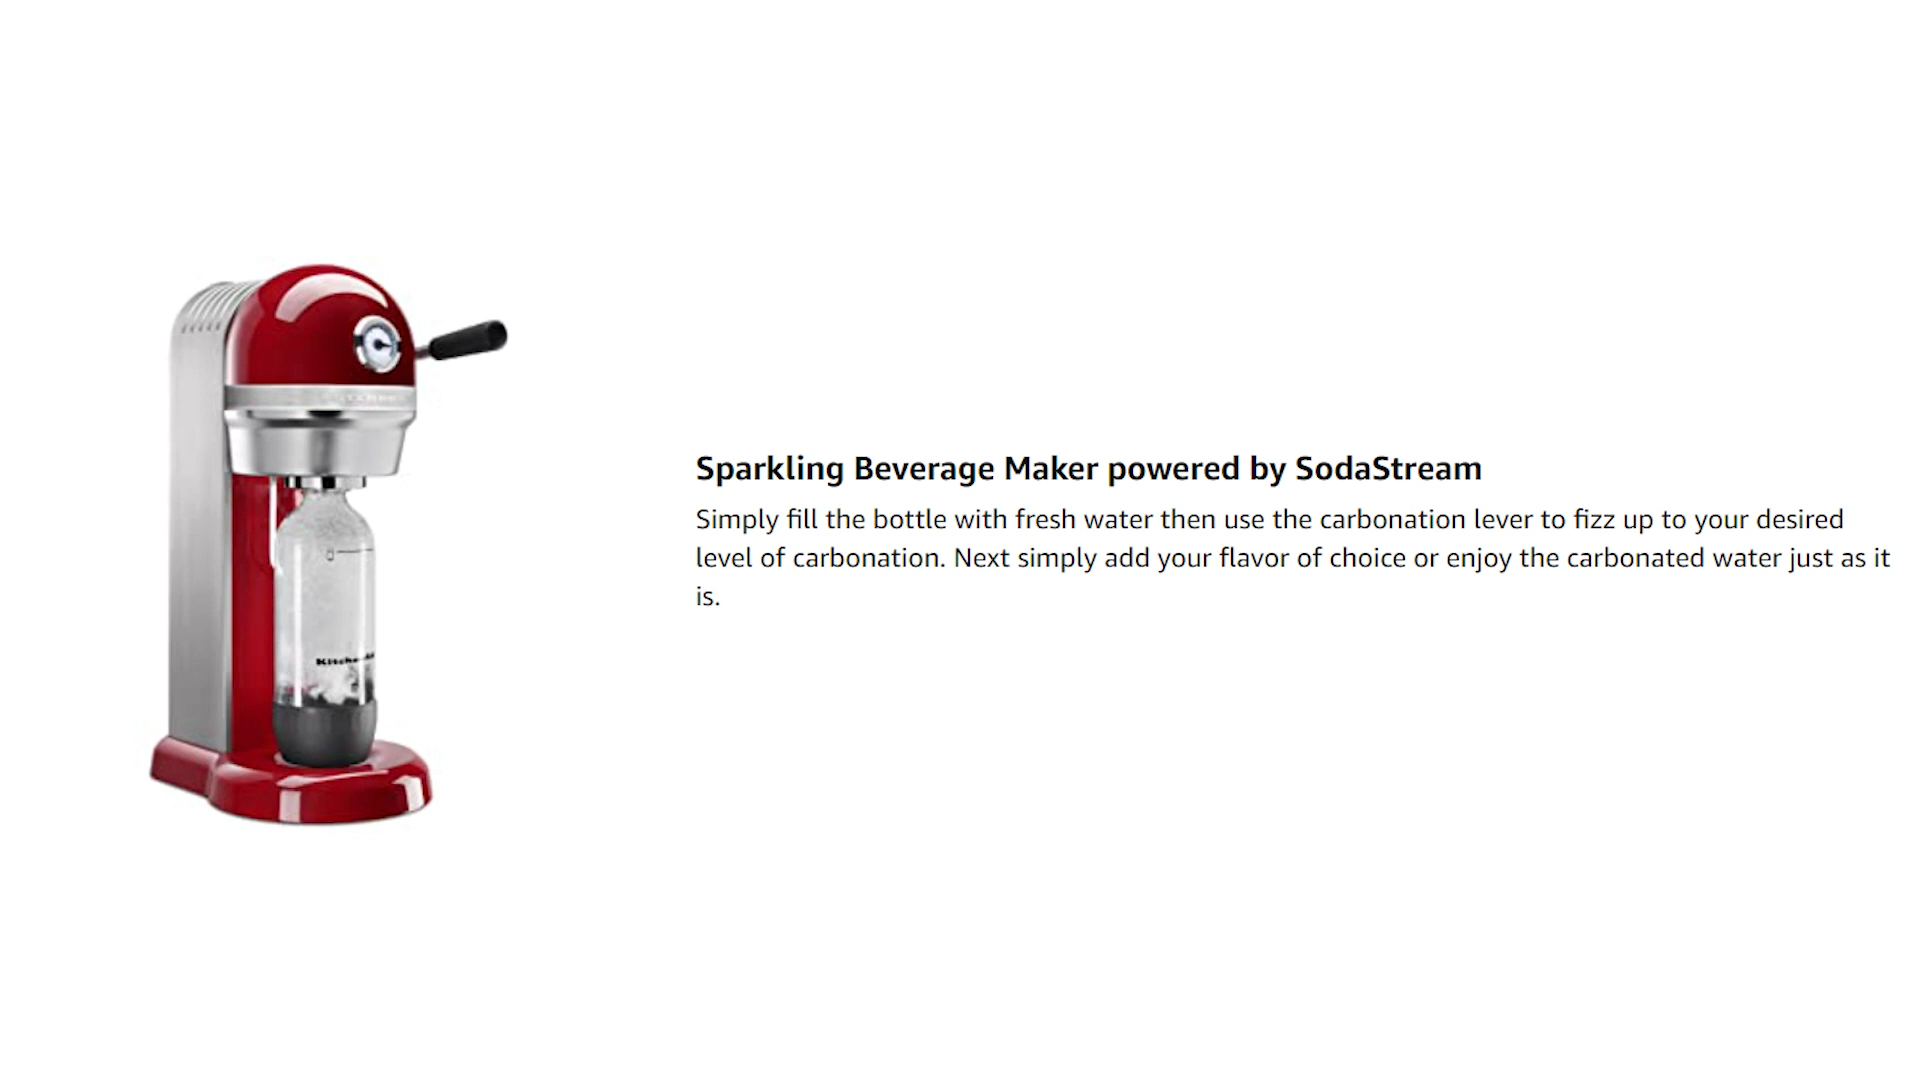 Sparkling Beverage Maker powered by SodaStream
Simply fill the bottle with fresh water then use the carbonation lever to fizz up to your desired
level of carbonation. Next simply add your flavor of choice or enjoy the carbonated water just as it
is.